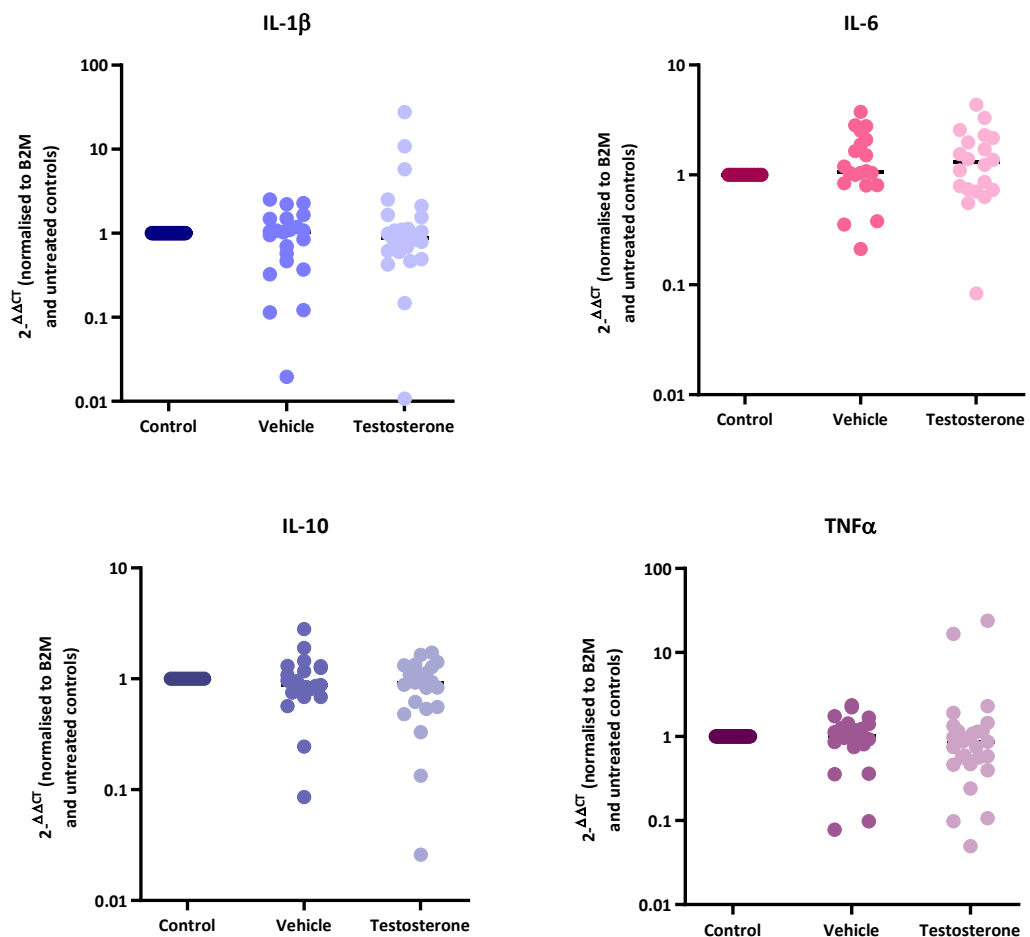 IL-1β
2-ΔΔCT (normalised to B2M
and untreated controls)
100
10
1
0.1
0.01
Control Vehicle Testosterone
IL-6
2-ΔΔCT (normalised to B2M
and untreated controls)
10
1
0.1
0.01
Control Vehicle Testosterone
IL-10
2-ΔΔCT (normalised to B2M
and untreated controls)
10
1
0.1
0.01
Control Vehicle Testosterone
TNFα
2-ΔΔCT (normalised to B2M
and untreated controls)
100
10
1
0.1
0.01
Control Vehicle Testosterone